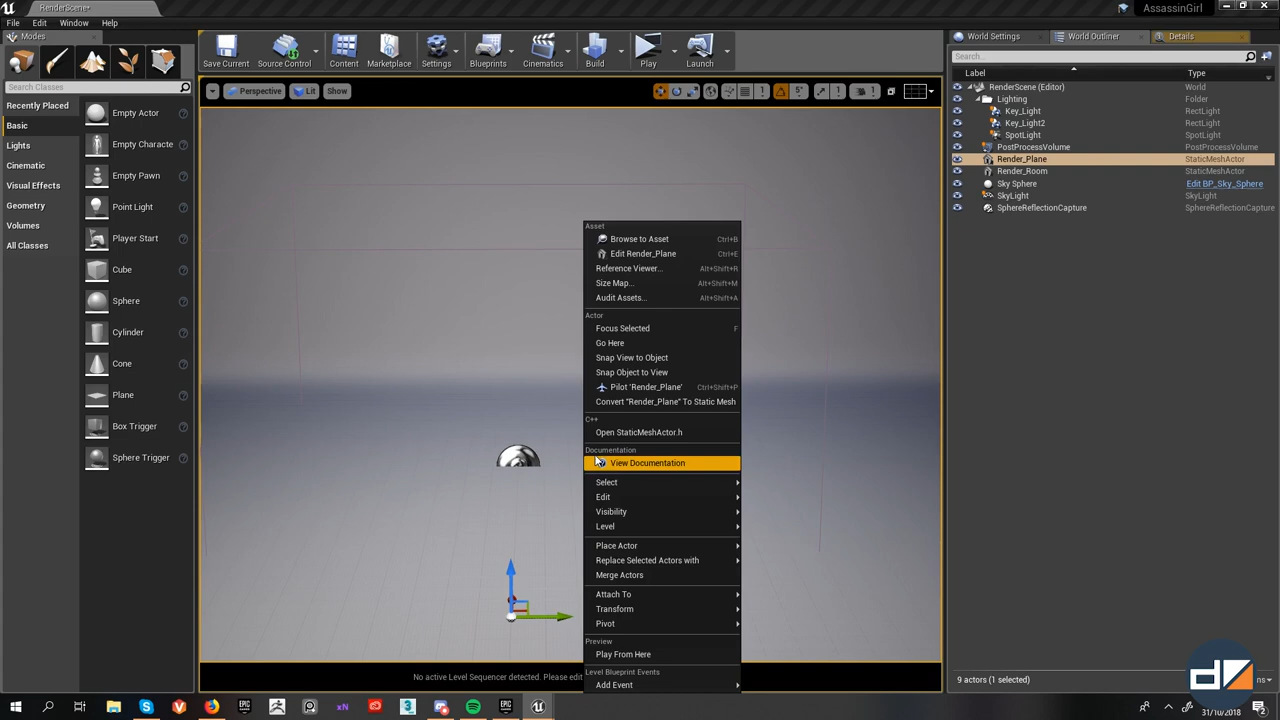 RenderScene*
AssassinGirl
File Edit Window Help
Modes
Search Classes
Recently Placed
Basic
Lights
Cinematic
Visual Effects
Geometry
Volumes
All Classes
Empty Actor
Empty Characte
Empty Pawn
Point Light
Player Start
Cube
Sphere
Cylinder
Cone
Plane
Box Trigger
Sphere Trigger
Save Current
Source Control
Content
Marketplace
Settings
Blueprints
Cinematics
Build
Play
Launch
Perspective
Lit
Show
1
5°
1
1
Asset
Browse to Asset Ctrl+B
Edit Render_Plane Ctrl+E
Reference Viewer... Alt+Shift+R
Size Map... Alt+Shift+M
Audit Assets... Alt+Shift+A
Actor
Focus Selected F
Go Here
Snap View to Object
Snap Object to View
Pilot 'Render_Plane' Ctrl+Shift+P
Convert "Render_Plane" To Static Mesh
C++
Open StaticMeshActor.h
Documentation
View Documentation
Select
Edit
Visibility
Level
Place Actor
Replace Selected Actors with
Merge Actors
Attach To
Transform
Pivot
Preview
Play From Here
Level Blueprint Events
Add Event
No active Level Sequencer detected. Please edit
World Settings
World Outliner
Details
Search...
Label Type
RenderScene (Editor) World
Lighting Folder
Key_Light RectLight
Key_Light2 RectLight
SpotLight SpotLight
PostProcessVolume PostProcessVolume
Render_Plane StaticMeshActor
Render_Room StaticMeshActor
Sky Sphere Edit BP_Sky_Sphere
SkyLight SkyLight
SphereReflectionCapture SphereReflectionCapture
9 actors (1 selected)
31/10/2018